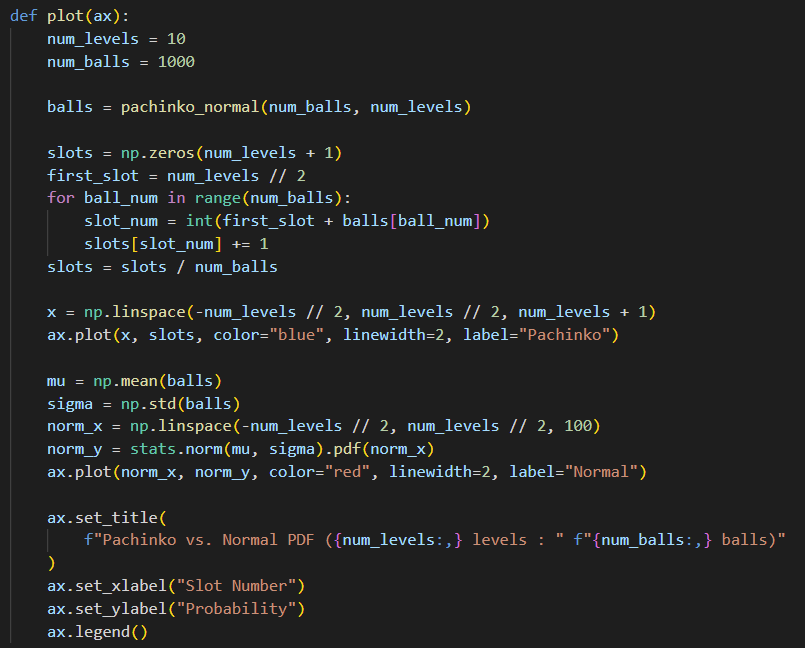 def plot(ax):
    num_levels = 10
    num_balls = 1000

    balls = pachinko_normal(num_balls, num_levels)

    slots = np.zeros(num_levels + 1)
    first_slot = num_levels // 2
    for ball_num in range(num_balls):
        slot_num = int(first_slot + balls[ball_num])
        slots[slot_num] += 1
    slots = slots / num_balls

    x = np.linspace(-num_levels // 2, num_levels // 2, num_levels + 1)
    ax.plot(x, slots, color="blue", linewidth=2, label="Pachinko")

    mu = np.mean(balls)
    sigma = np.std(balls)
    norm_x = np.linspace(-num_levels // 2, num_levels // 2, 100)
    norm_y = stats.norm(mu, sigma).pdf(norm_x)
    ax.plot(norm_x, norm_y, color="red", linewidth=2, label="Normal")

    ax.set_title(
        f"Pachinko vs. Normal PDF ({num_levels:,} levels : " f"{num_balls:,} balls)"
    )
    ax.set_xlabel("Slot Number")
    ax.set_ylabel("Probability")
    ax.legend()